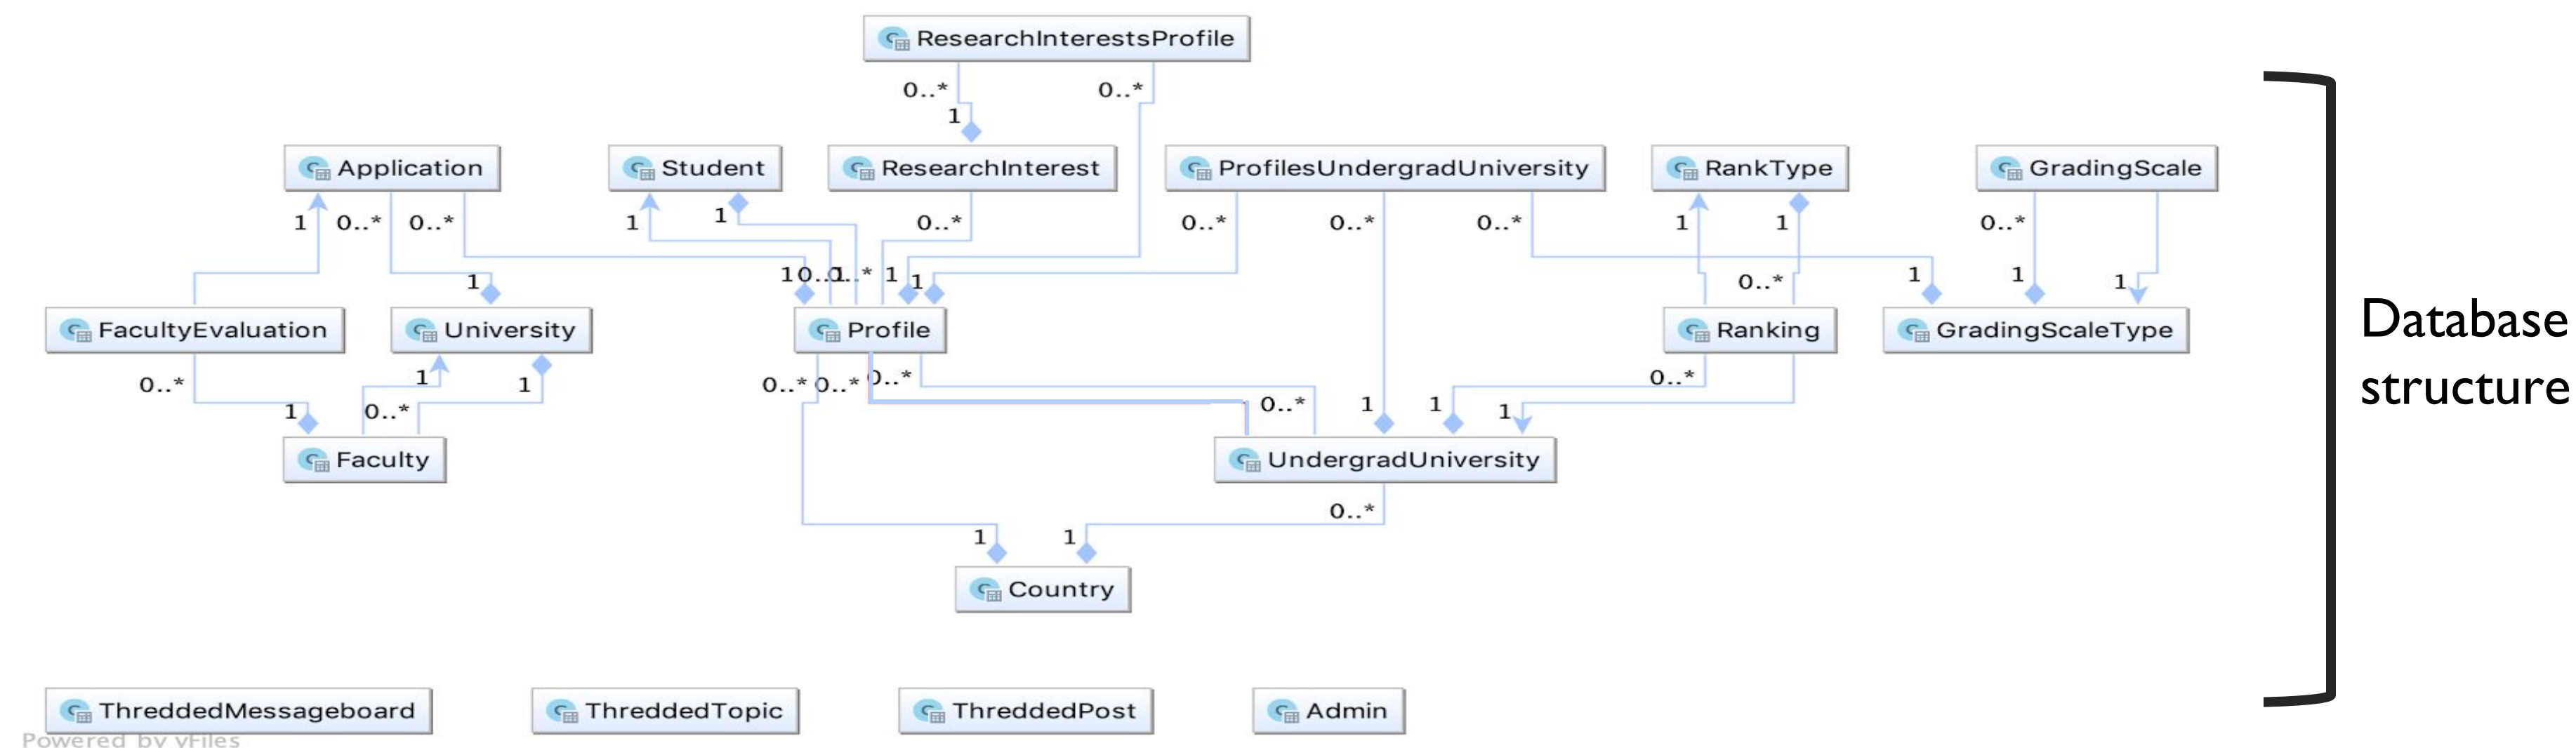 ResearchInterestsProfile
0..* 0..*
1
Application Student ResearchInterest ProfilesUndergradUniversity RankType GradingScale
1 0..* 0..* 1 1 0..* 0..* 0..* 0..* 1 1 0..*
1 1 0..* 1 1 0..* 1 1 1
FacultyEvaluation University Profile Ranking GradingScaleType
0..* 1 1 0..* 0..* 0..* 0..*
1 0..* 0..* 1 1 1
Faculty UndergradUniversity
0..*
1 1
Country
ThreddedMessageboard ThreddedTopic ThreddedPost Admin
Powered by yFiles
Database
structure